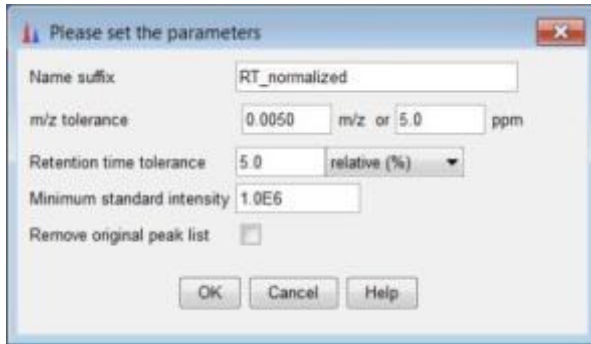 Please set the parameters
Name suffix RT_normalized
m/z tolerance 0.0050 m/z or 5.0 ppm
Retention time tolerance 5.0 relative (%)
Minimum standard intensity 1.0E6
Remove original peak list
OK Cancel Help